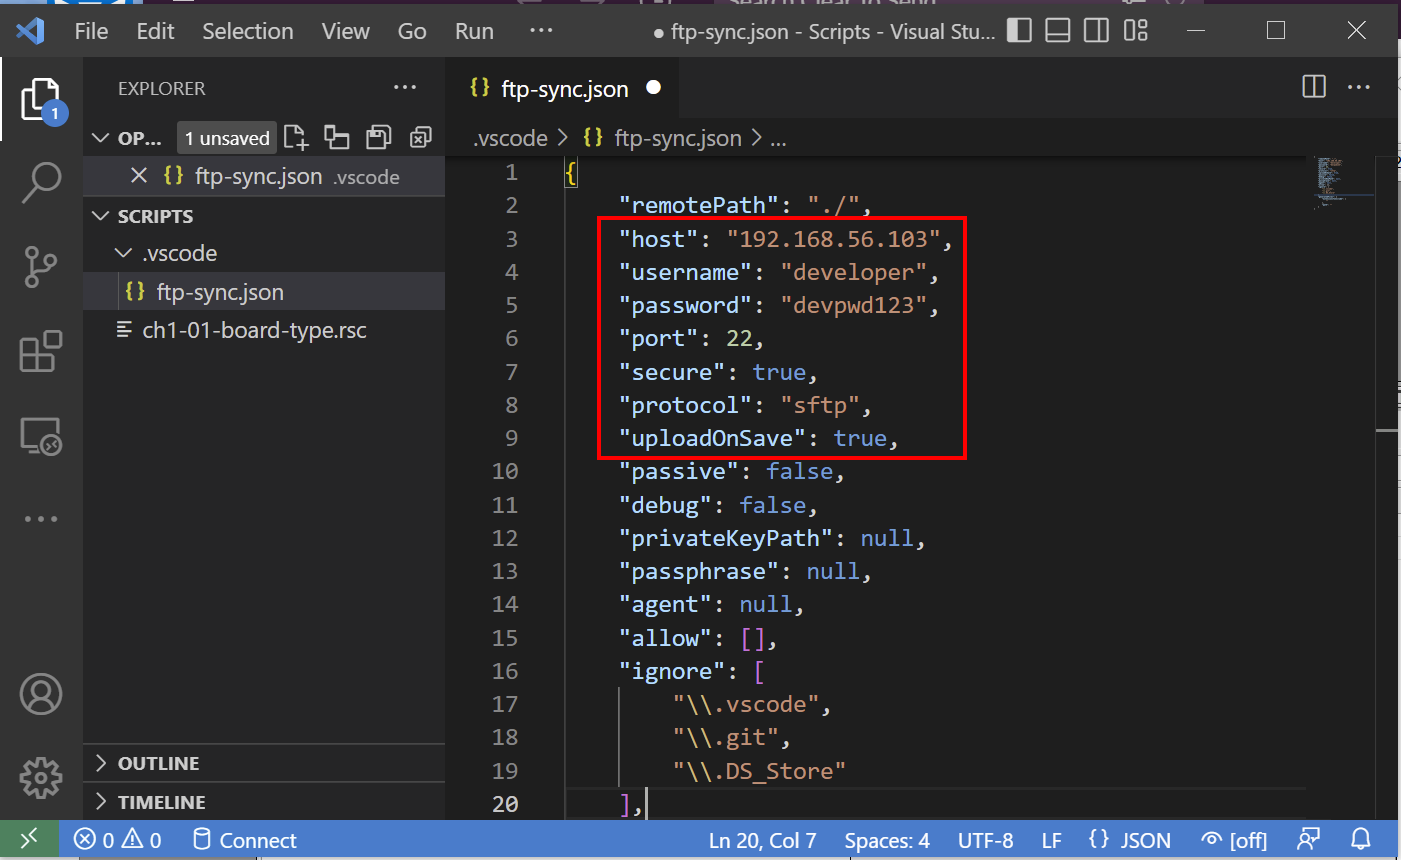 File Edit Selection View Go Run ··· ● ftp-sync.json - Scripts - Visual Stu...
1
EXPLORER ···
OP... 1 unsaved
{} ftp-sync.json .vscode
SCRIPTS
.vscode
{} ftp-sync.json
ch1-01-board-type.rsc
OUTLINE
TIMELINE
{} ftp-sync.json ●
.vscode > {} ftp-sync.json > ...
1 {
2 "remotePath": "./",
3 "host": "192.168.56.103",
4 "username": "developer",
5 "password": "devpwd123",
6 "port": 22,
7 "secure": true,
8 "protocol": "sftp",
9 "uploadOnSave": true,
10 "passive": false,
11 "debug": false,
12 "privateKeyPath": null,
13 "passphrase": null,
14 "agent": null,
15 "allow": [],
16 "ignore": [
17 "\\.vscode",
18 "\\.git",
19 "\\.DS_Store"
20 ],
0 0 Connect Ln 20, Col 7 Spaces: 4 UTF-8 LF {} JSON [off]